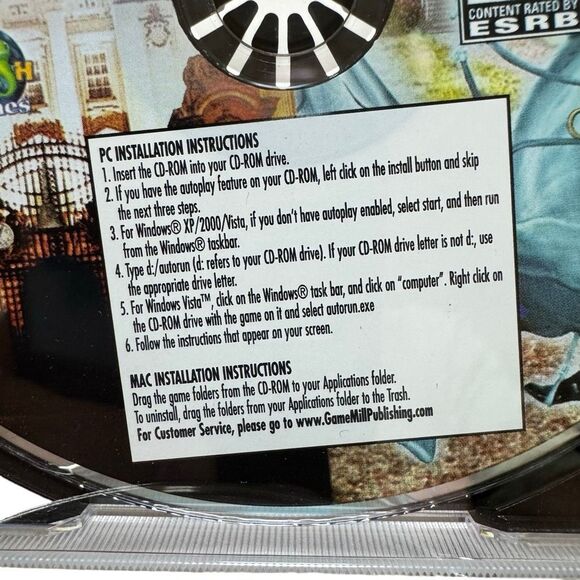 CONTENT RATED BY
ESRB
H
mes
PC INSTALLATION INSTRUCTIONS
1. Insert the CD-ROM into your CD-ROM drive.
2. If you have the autoplay feature on your CD-ROM, left click on the install button and skip
the next three steps.
3. For Windows® XP/2000/Vista, if you don't have autoplay enabled, select start, and then run
from the Windows® taskbar.
4. Type d:/autorun (d: refers to your CD-ROM drive). If your CD-ROM drive letter is not d:, use
the appropriate drive letter.
5. For Windows Vista™, click on the Windows® task bar, and click on "computer". Right click on
the CD-ROM drive with the game on it and select autorun.exe
6. Follow the instructions that appear on your screen.
MAC INSTALLATION INSTRUCTIONS
Drag the game folders from the CD-ROM to your Applications folder.
To uninstall, drag the folders from your Applications folder to the Trash.
For Customer Service, please go to www.GameMillPublishing.com